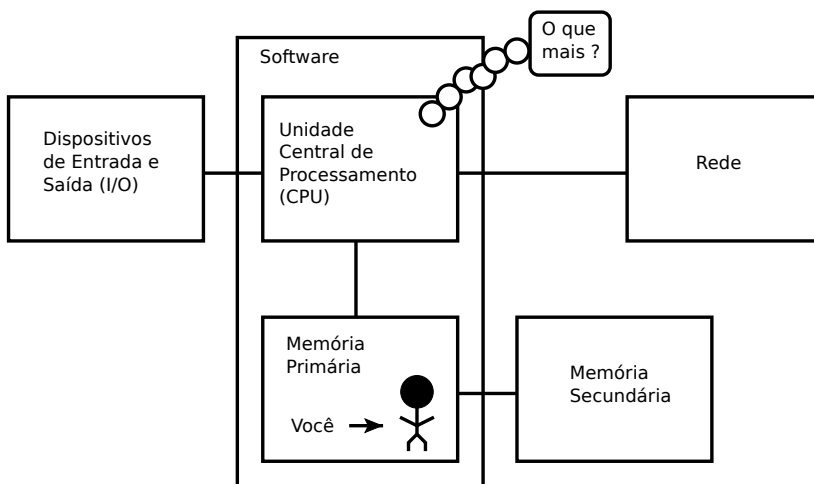 O que
mais ?
Software
Dispositivos
de Entrada e
Saída (I/O)
Unidade
Central de
Processamento
(CPU)
Rede
Memória
Primária
Você
Memória
Secundária